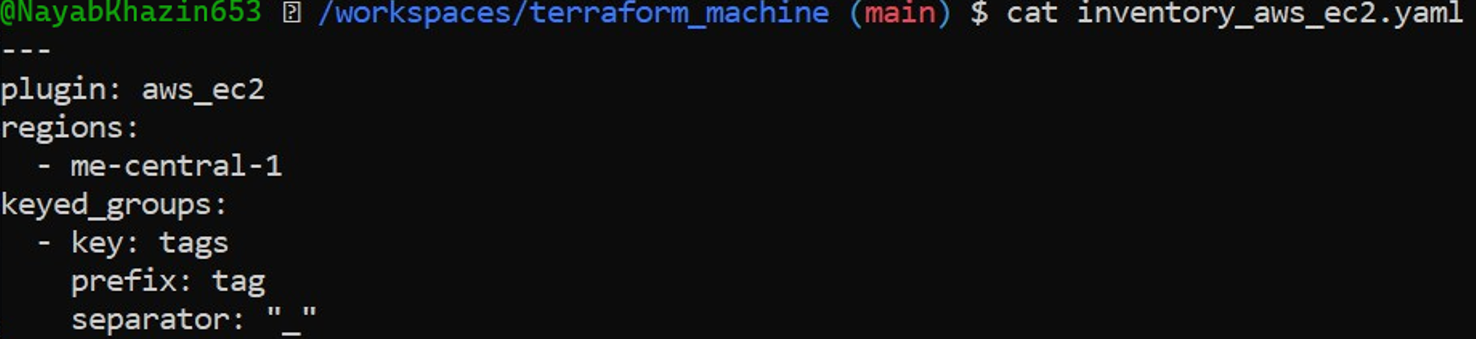 @NayabKhazin653 /workspaces/terraform_machine (main) $ cat inventory_aws_ec2.yaml
---
plugin: aws_ec2
regions:
  - me-central-1
keyed_groups:
  - key: tags
    prefix: tag
    separator: "_"